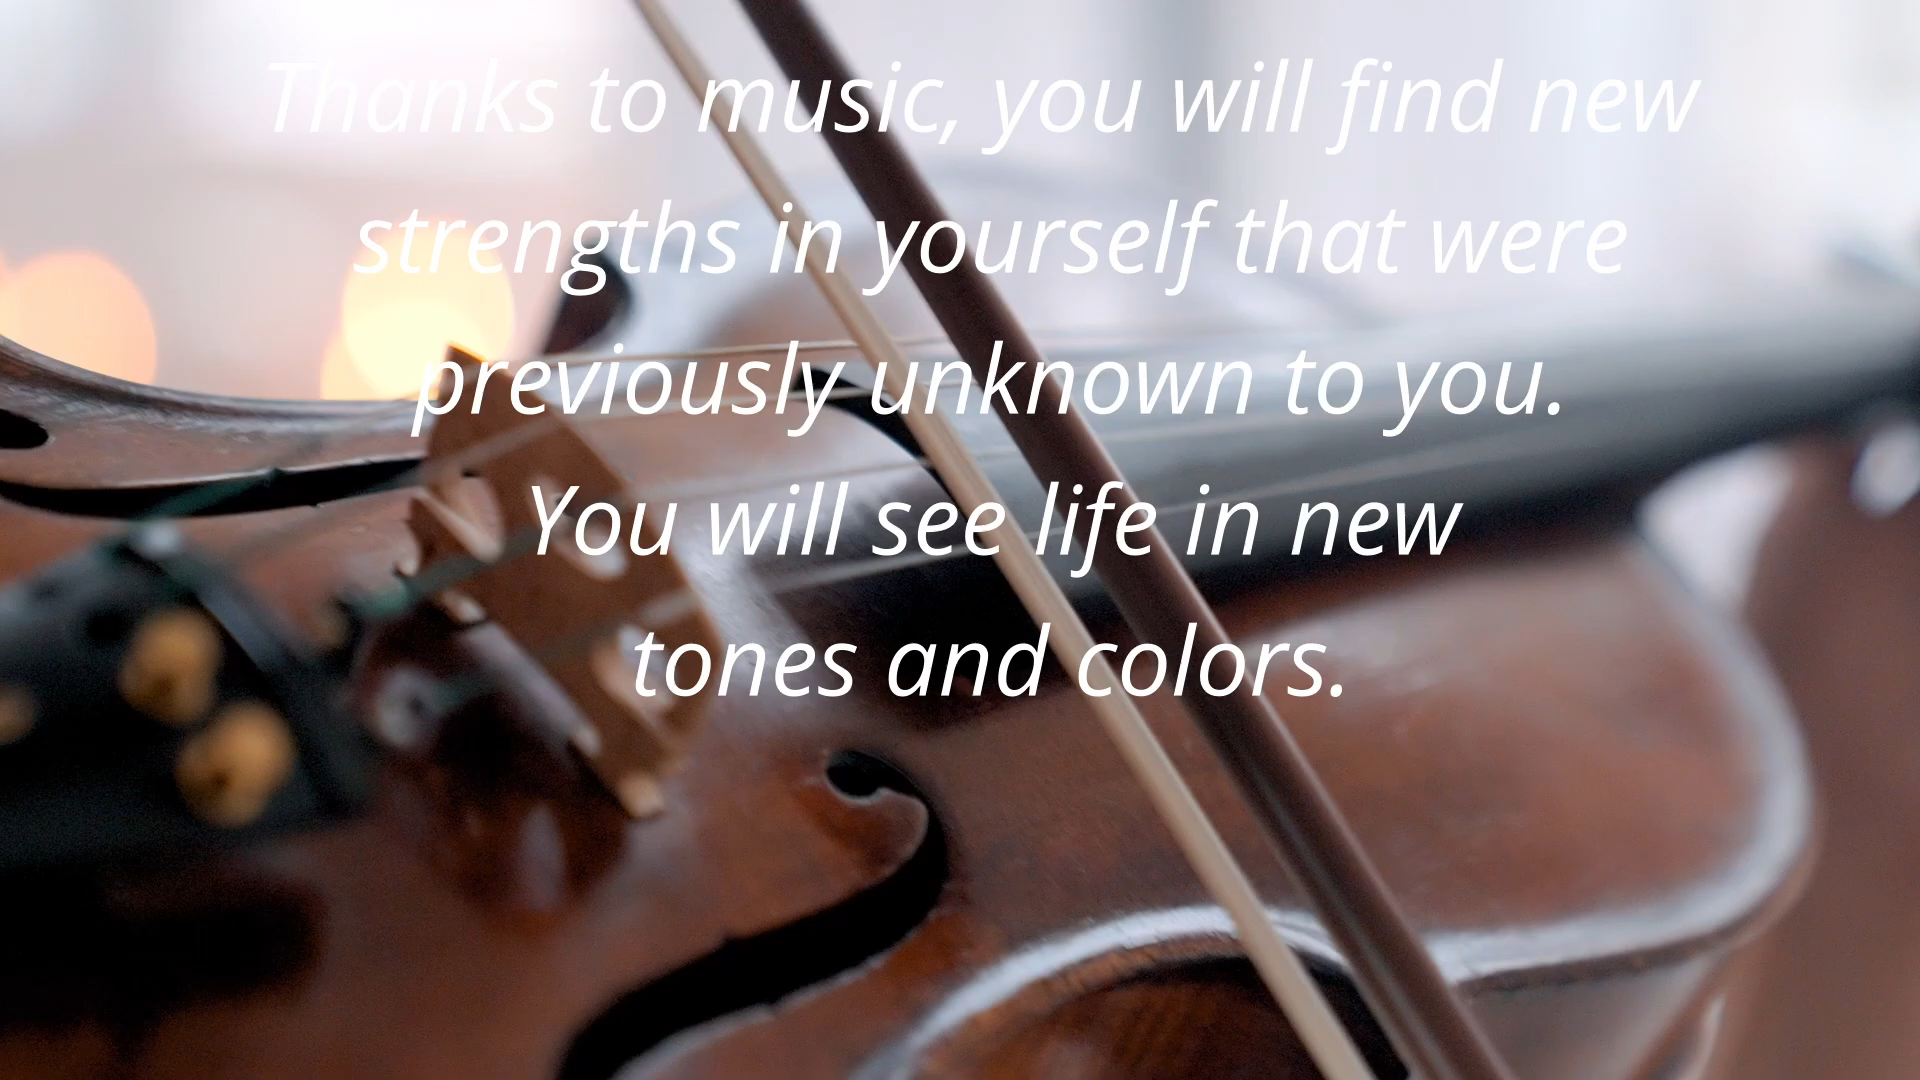 Thanks to music, you will find new
strengths in yourself that were
previously unknown to you.
You will see life in new
tones and colors.